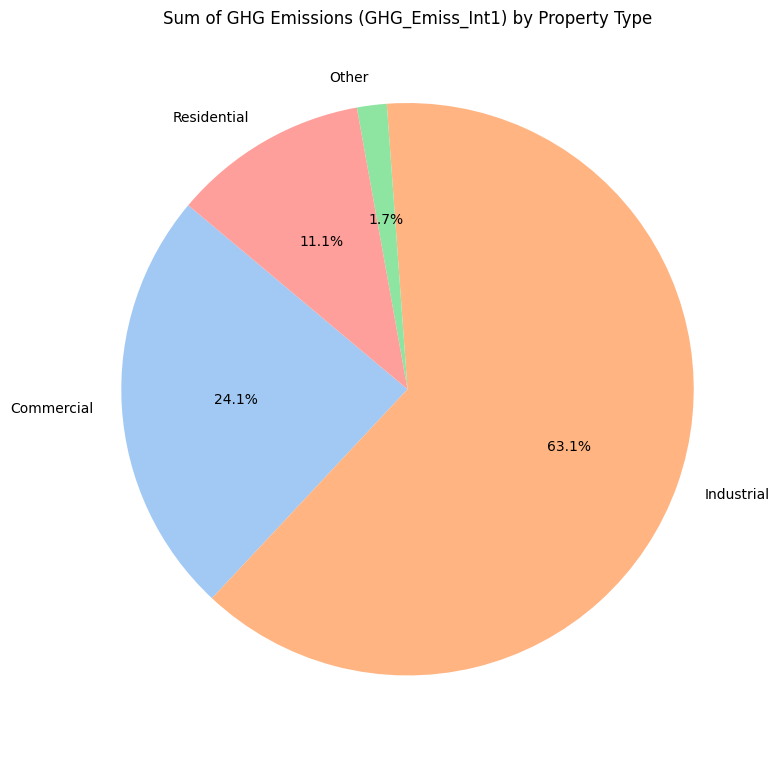 Sum of GHG Emissions (GHG_Emiss_Int1) by Property Type
Other
Residential
1.7%
11.1%
24.1%
Commercial
63.1%
Industrial